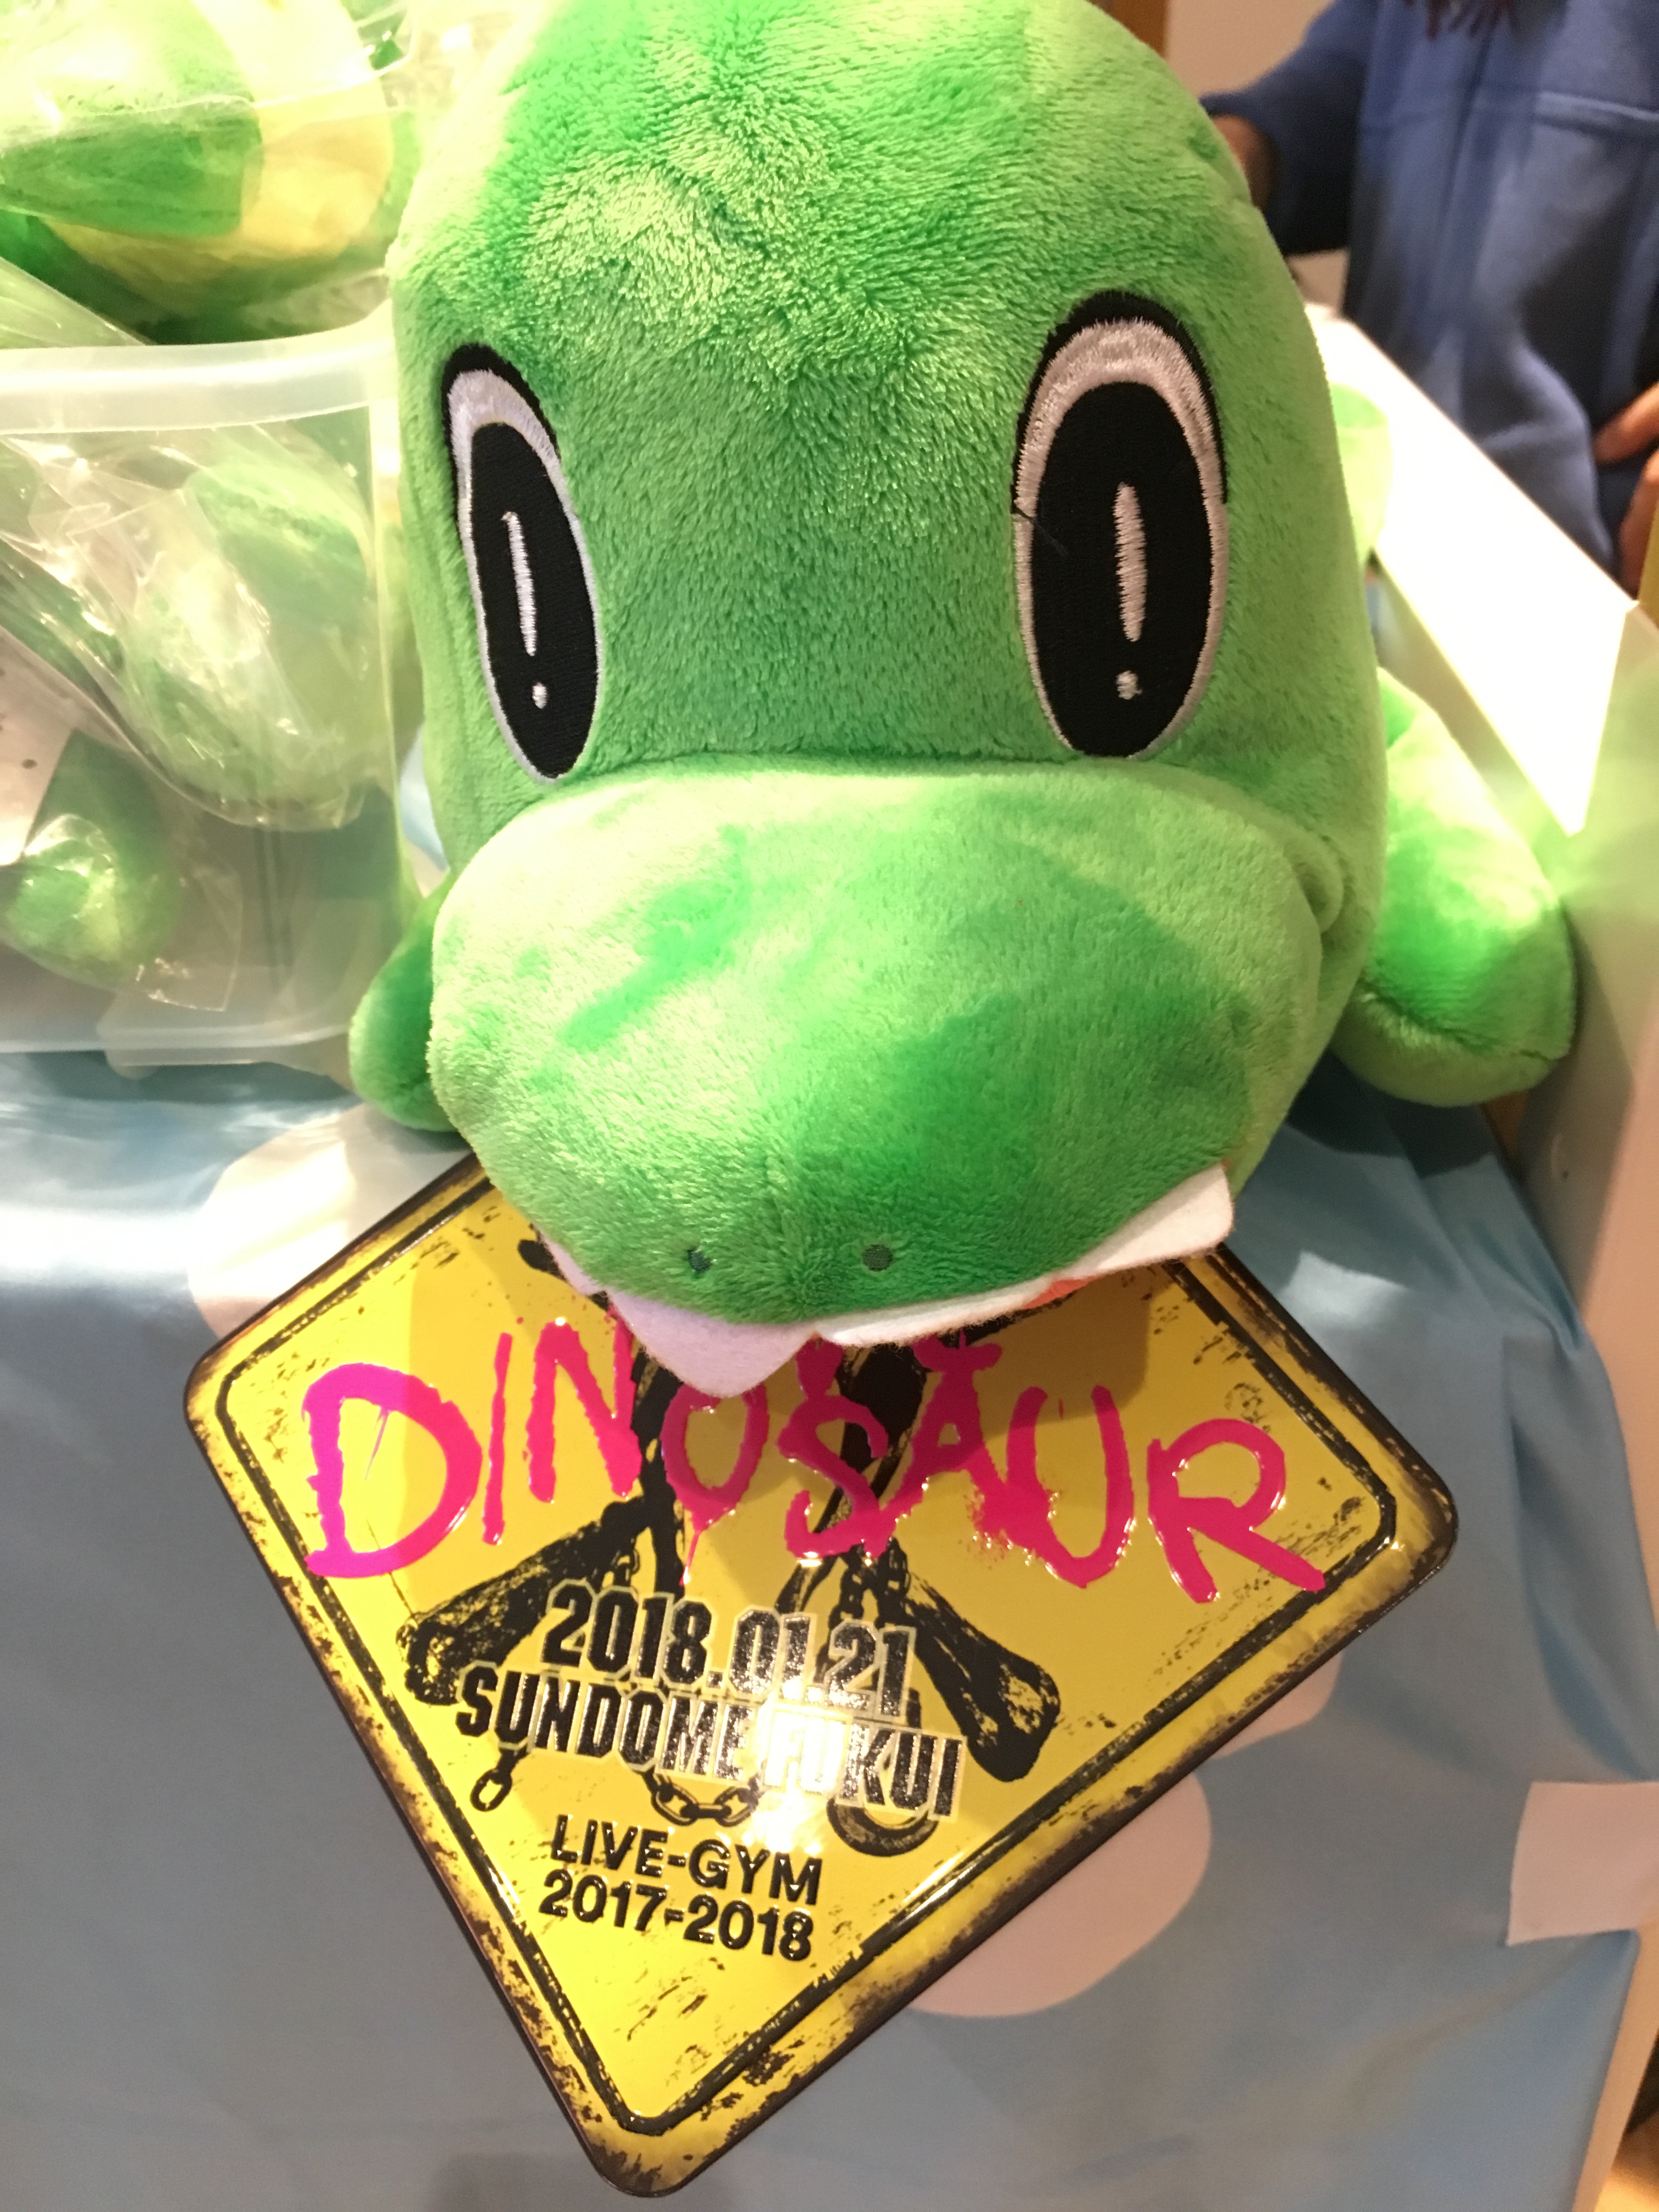 DINOSAUR
2018.01.21
SUNDOME FUKUI
LIVE-GYM
2017-2018